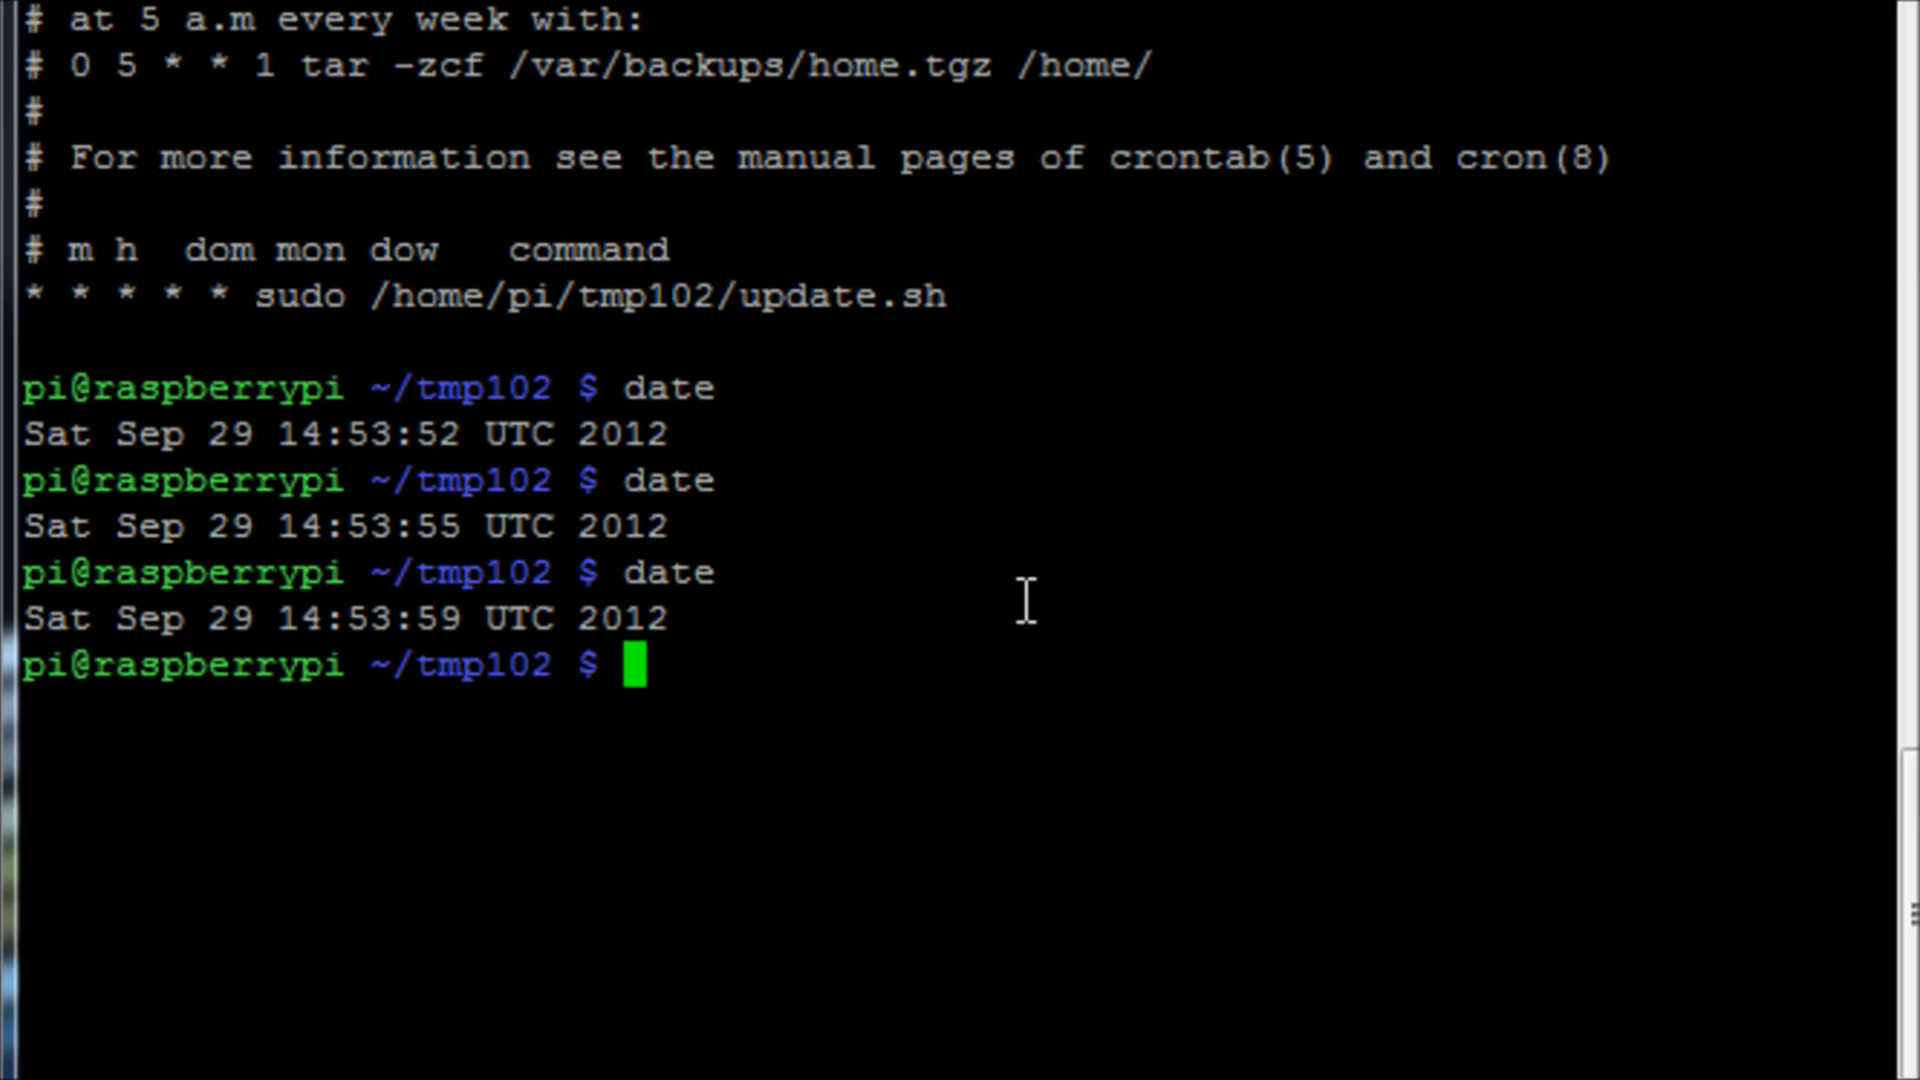 # at 5 a.m every week with:
# 0 5 * * 1 tar -zcf /var/backups/home.tgz /home/
#
# For more information see the manual pages of crontab(5) and cron(8)
#
# m h  dom mon dow   command
* * * * * sudo /home/pi/tmp102/update.sh
pi@raspberrypi ~/tmp102 $ date
Sat Sep 29 14:53:52 UTC 2012
pi@raspberrypi ~/tmp102 $ date
Sat Sep 29 14:53:55 UTC 2012
pi@raspberrypi ~/tmp102 $ date
Sat Sep 29 14:53:59 UTC 2012
pi@raspberrypi ~/tmp102 $